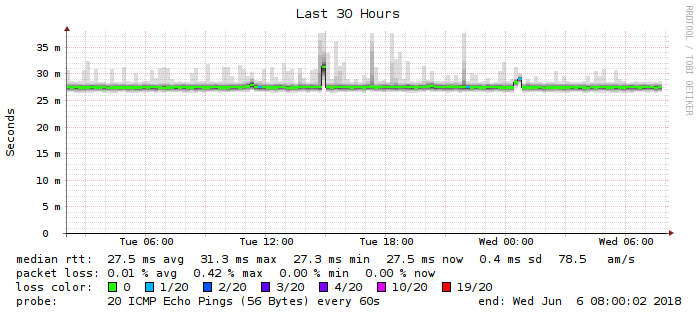 Last 30 Hours
RRDTOOL / TOBI OETIKER
Seconds
35 m
30 m
25 m
20 m
15 m
10 m
5 m
0
Tue 06:00 Tue 12:00 Tue 18:00 Wed 00:00 Wed 06:00
median rtt: 27.5 ms avg 31.3 ms max 27.3 ms min 27.5 ms now 0.4 ms sd 78.5 am/s
packet loss: 0.01 % avg 0.42 % max 0.00 % min 0.00 % now
loss color: 0 1/20 2/20 3/20 4/20 10/20 19/20
probe: 20 ICMP Echo Pings (56 Bytes) every 60s end: Wed Jun 6 08:00:02 2018